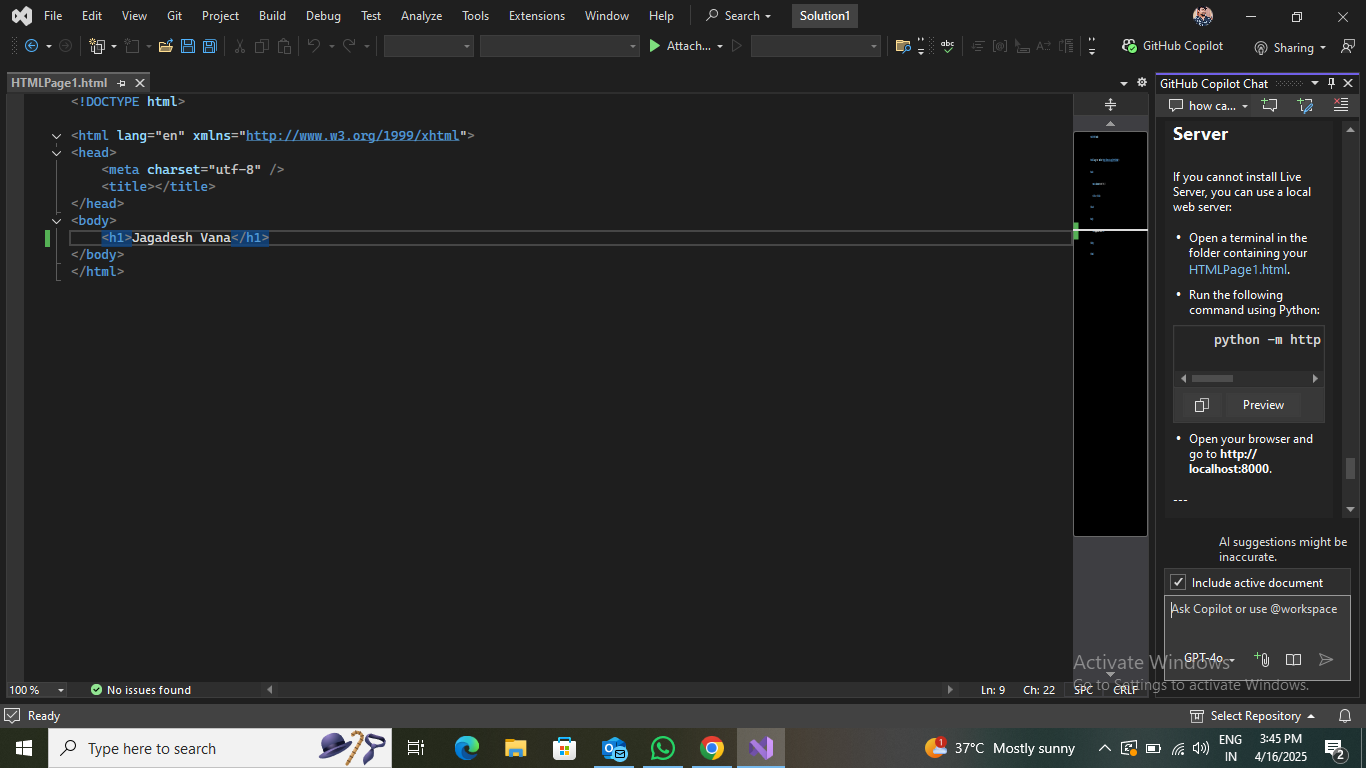 File Edit View Git Project Build Debug Test Analyze Tools Extensions Window Help Search Solution1
Attach... abc GitHub Copilot Sharing
HTMLPage1.html
<!DOCTYPE html>
<html lang="en" xmlns="http://www.w3.org/1999/xhtml">
<head>
<meta charset="utf-8" />
<title></title>
</head>
<body>
<h1>Jagadesh Vana</h1>
</body>
</html>
GitHub Copilot Chat
how ca...
Server
If you cannot install Live
Server, you can use a local
web server:
• Open a terminal in the
folder containing your
HTMLPage1.html.
• Run the following
command using Python:
python -m http
Preview
• Open your browser and
go to http://
localhost:8000.
---
AI suggestions might be
inaccurate.
Include active document
Ask Copilot or use @workspace
GPT-4o
Activate Windows
Go to Settings to activate Windows.
100 % No issues found Ln: 9 Ch: 22 SPC CRLF
Ready Select Repository
Type here to search 1 37°C Mostly sunny ENG IN 3:45 PM 4/16/2025 2